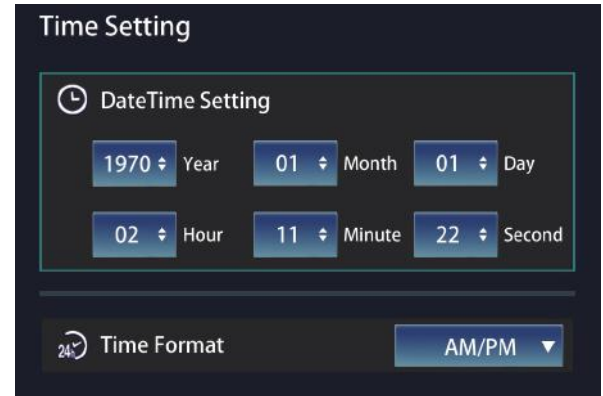 Time Setting
DateTime Setting
1970 Year 01 Month 01 Day
02 Hour 11 Minute 22 Second
24h Time Format AM/PM